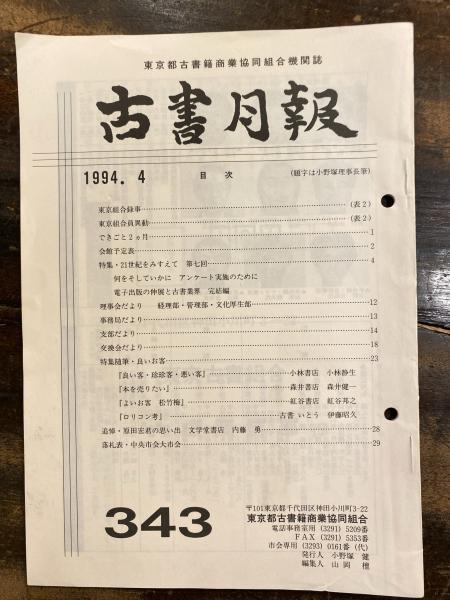 東京都古書籍商業協同組合機関誌
古書月報
1994. 4 目次 (題字は小野塚理事長筆)
東京組合録事……(表2)
東京組合員異動……(表2)
できごと2ヵ月……1
会館予定表……2
特集・21世紀をみすえて 第七回……4
何をそしていかに アンケート実施のために
電子出版の伸展と古書業界 完結編
理事会だより 経理部・管理部・文化厚生部……12
事務局だより……13
支部だより……14
交換会だより……18
特集随筆・良いお客……23
『良い客・珍珍客・悪い客』……小林書店 小林静生
『本を売りたい』……森井書店 森井健一
『よいお客 松竹梅』……虹谷書店 虹谷邦之
『ロリコン考』……古書 いとう 伊藤昭久
追悼・原田宏君の思い出 文学堂書店 内藤 勇……28
落札表・中央市会大市会……29
343
〒101東京都千代田区神田小川町3-22
東京都古書籍商業協同組合
電話事務室用 (3291) 5209番
FAX (3291) 5353番
市会専用 (3293) 0161番 (代)
発行人 小野塚 健
編集人 山岡 檀